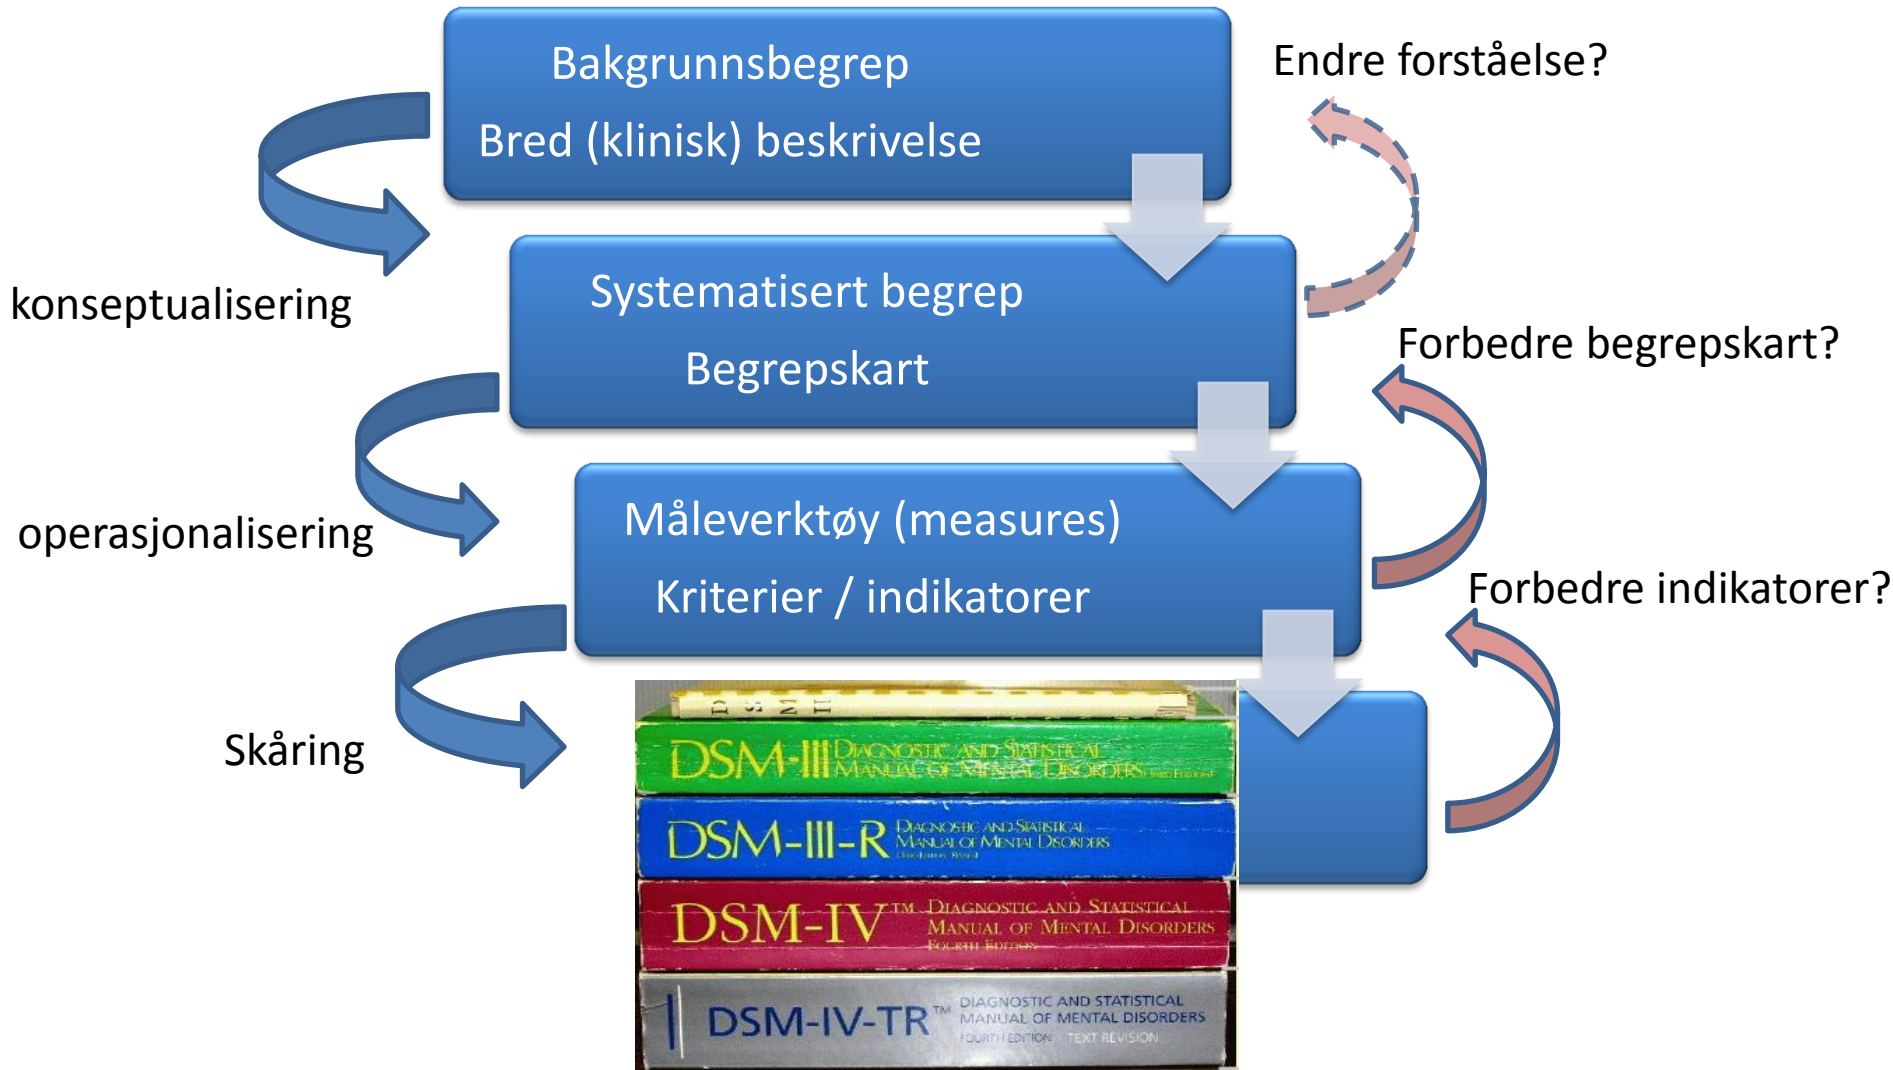 Bakgrunnsbegrep
Bred (klinisk) beskrivelse
Endre forståelse?
konseptualisering
Systematisert begrep
Begrepskart
Forbedre begrepskart?
operasjonalisering
Måleverktøy (measures)
Kriterier / indikatorer
Forbedre indikatorer?
Skåring
DSM-III DIAGNOSTIC AND STATISTICAL
MANUAL OF MENTAL DISORDERS
DSM-III-R DIAGNOSTIC AND STATISTICAL
MANUAL OF MENTAL DISORDERS
DSM-IV™ DIAGNOSTIC AND STATISTICAL
MANUAL OF MENTAL DISORDERS
FOURTH EDITION
DSM-IV-TR™ DIAGNOSTIC AND STATISTICAL
MANUAL OF MENTAL DISORDERS
FOURTH EDITION TEXT REVISION